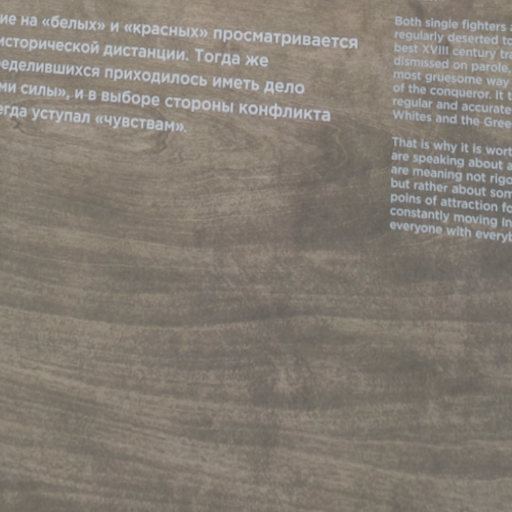 ие на «белых» и «красных» просматривается
исторической дистанции. Тогда же
ределившихся приходилось иметь дело
ми силы», и в выборе стороны конфликта
егда уступал «чувствам».
Both single fighters
regularly deserted to
best XVIII century tra
dismissed on parole,
most gruesome way
of the conqueror. It t
regular and accurate
Whites and the Gree
That is why it is wort
are speaking about a
are meaning not rigo
but rather about som
poins of attraction fo
constantly moving in
everyone with everyb